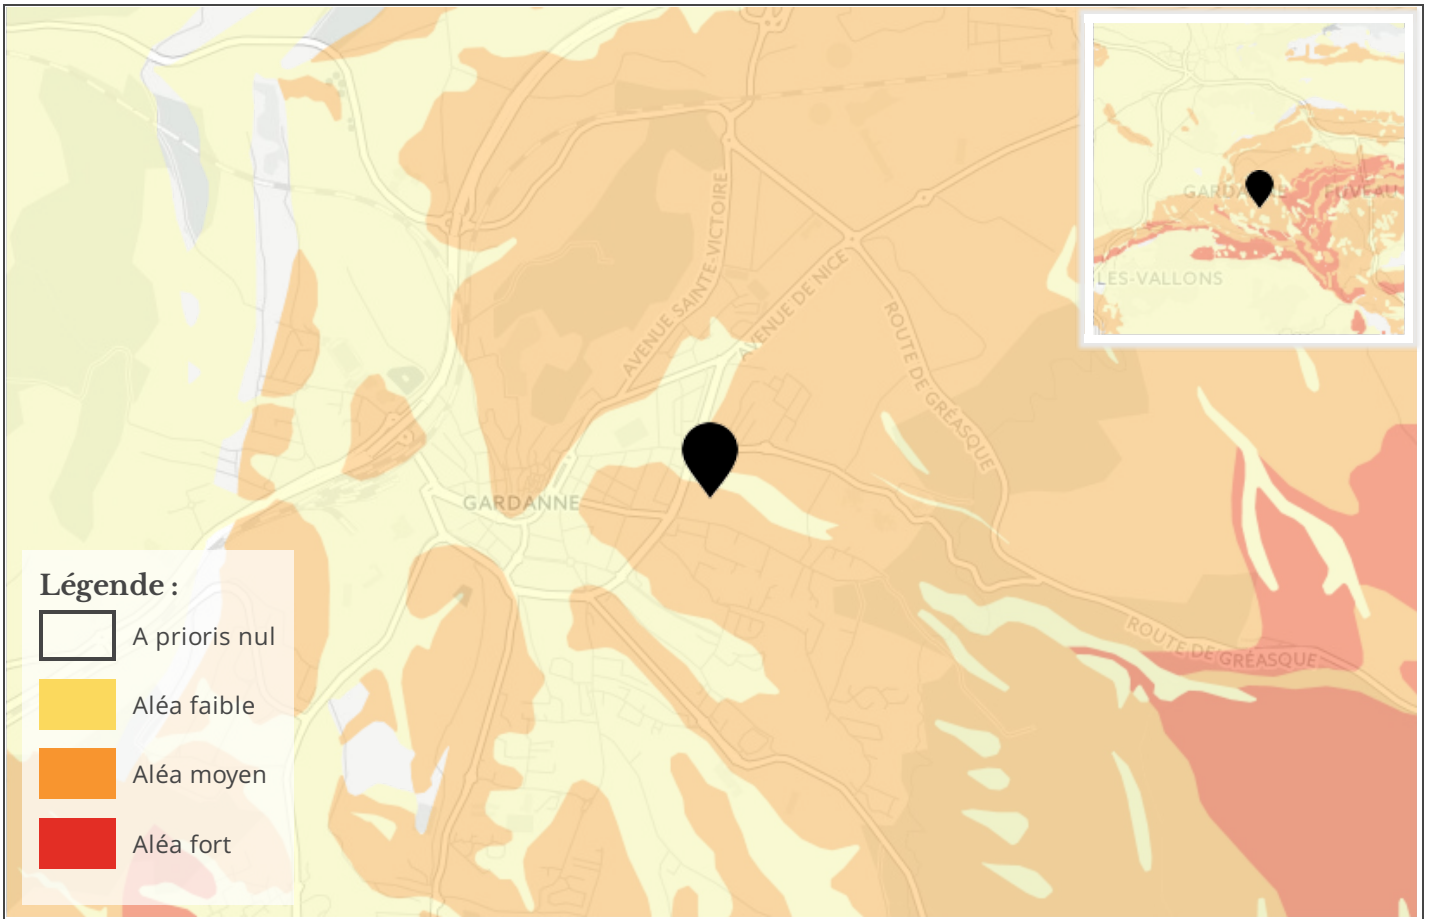 AVENUE SAINTE-VICTOIRE
AVENUE DE NICE
ROUTE DE GRÉASQUE
GARDANNE
ROUTE DE GRÉASQUE
Légende :
A prioris nul
Aléa faible
Aléa moyen
Aléa fort
FUVEAU
LES-VALLONS